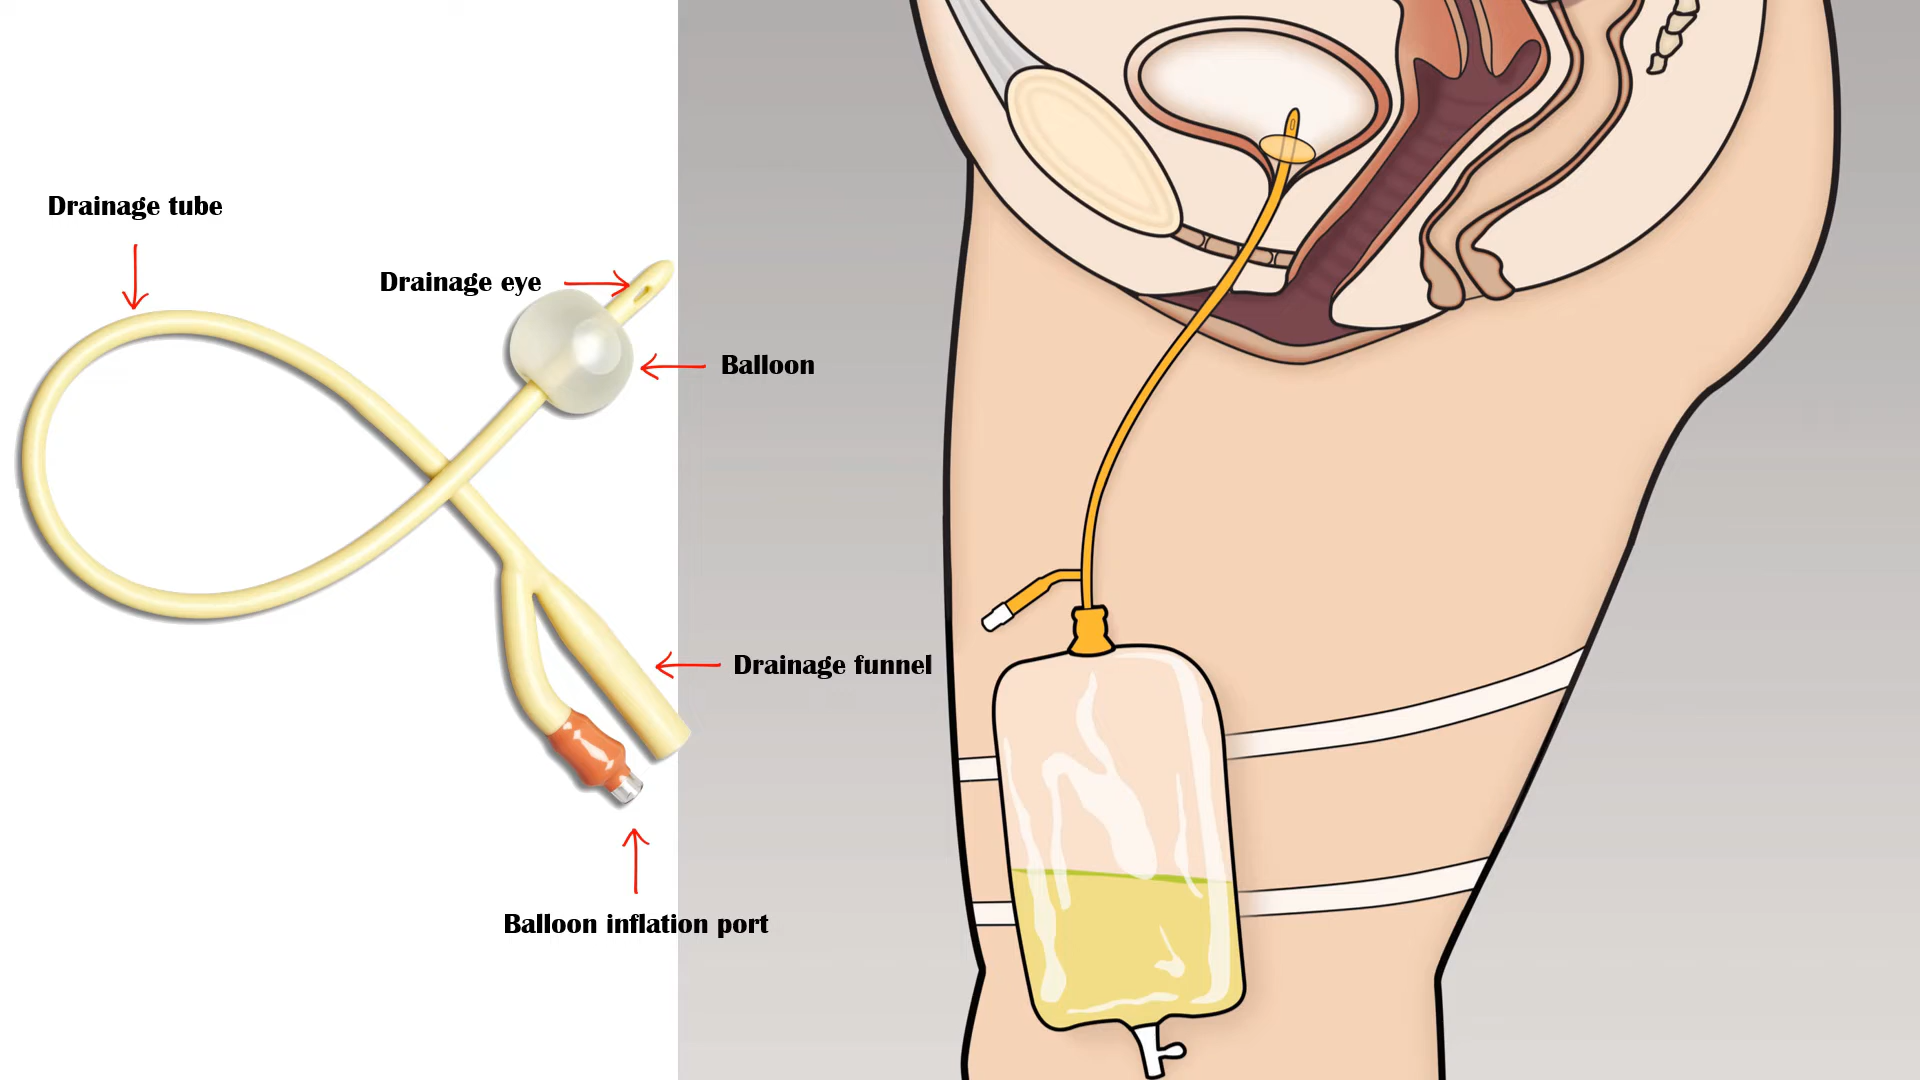 Drainage tube
Drainage eye
Balloon
Drainage funnel
Balloon inflation port